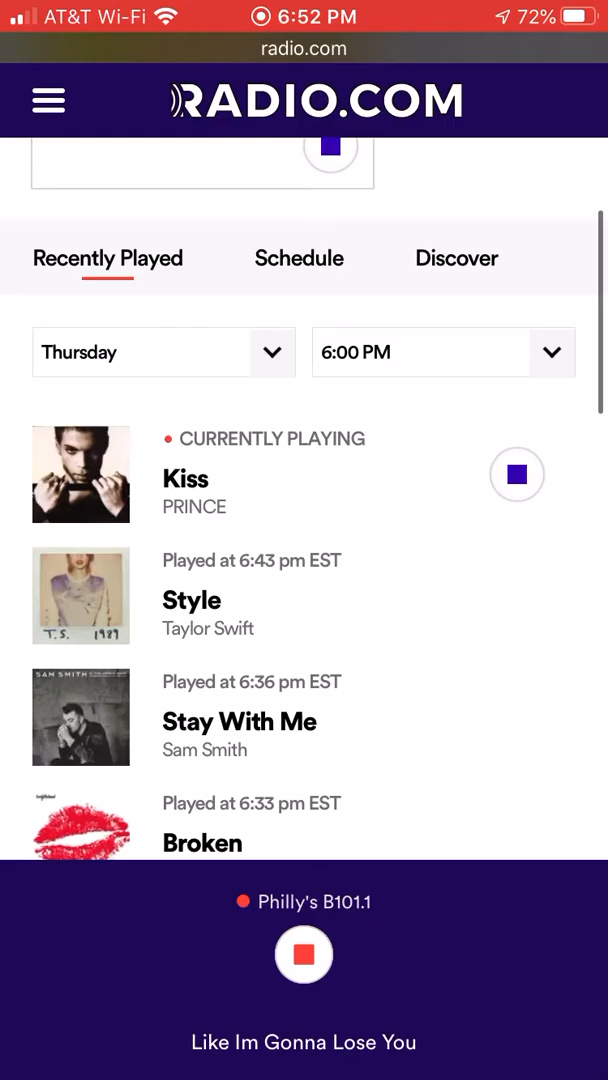 AT&T Wi-Fi 6:52 PM 72%
radio.com
RADIO.COM
Recently Played Schedule Discover
Thursday 6:00 PM
CURRENTLY PLAYING
Kiss
PRINCE
Played at 6:43 pm EST
Style
Taylor Swift
T.S. 1989
Played at 6:36 pm EST
Stay With Me
Sam Smith
SAM SMITH
Played at 6:33 pm EST
Broken
Philly's B101.1
Like Im Gonna Lose You